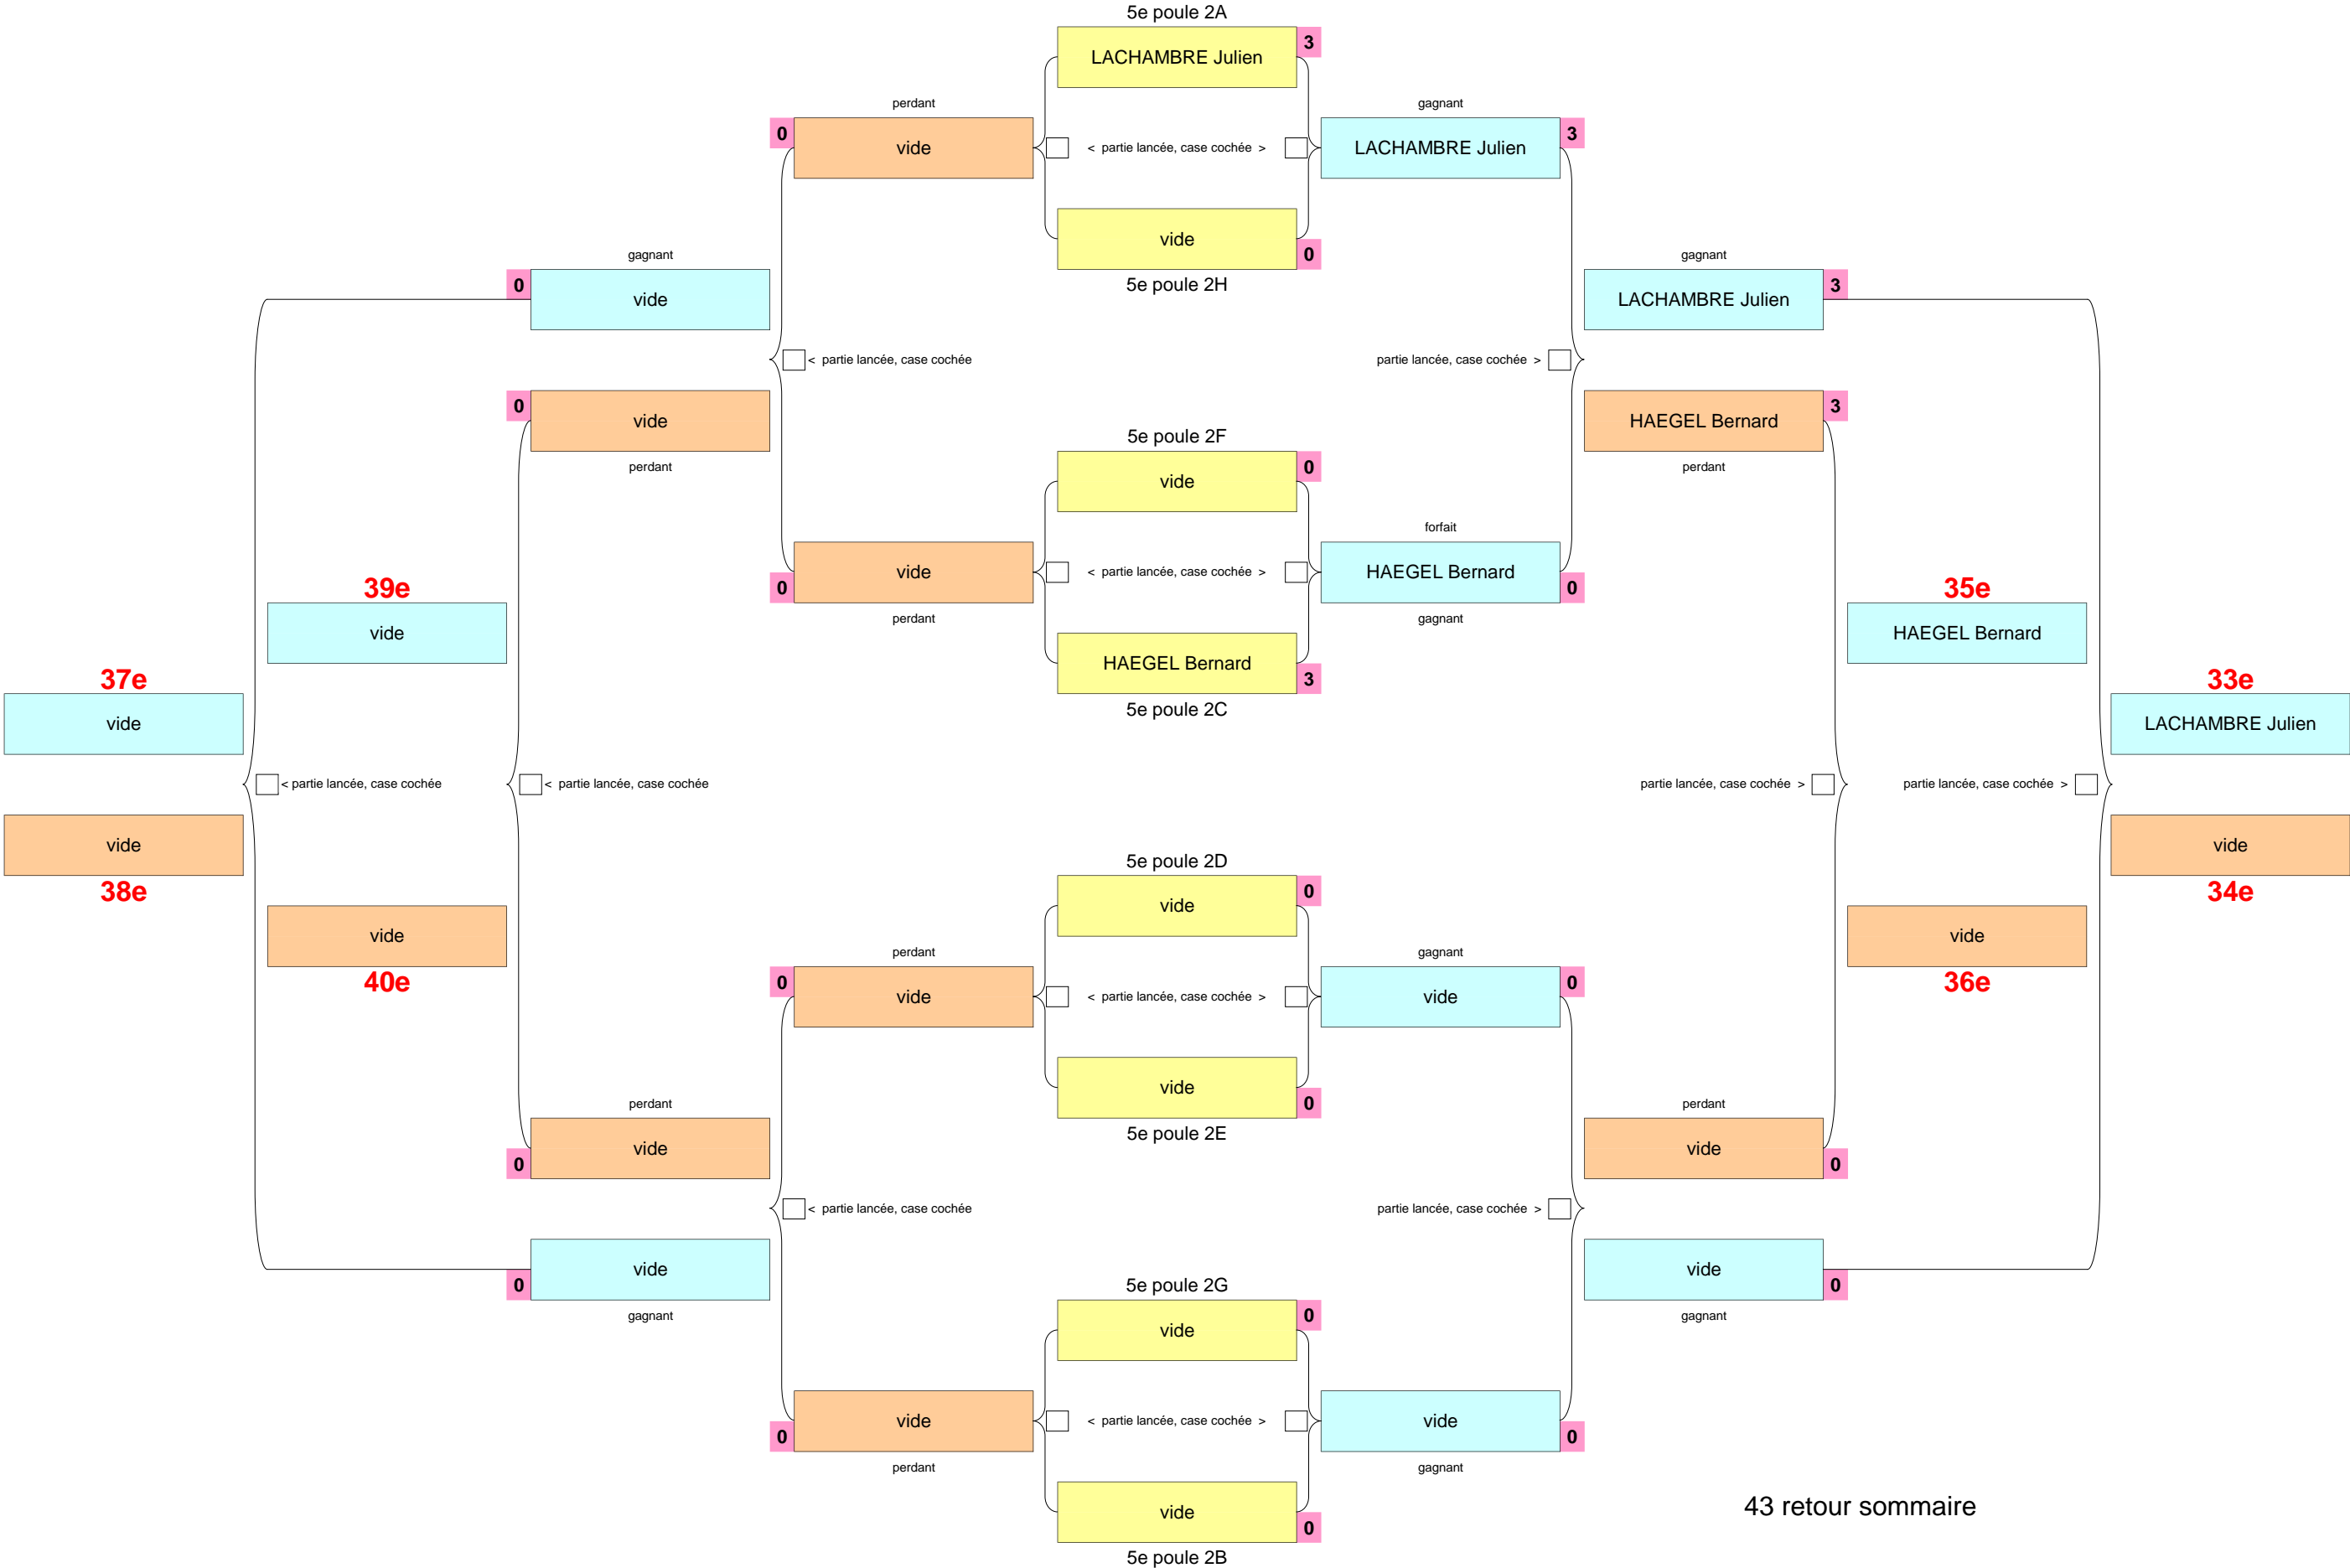 5e poule 2A
LACHAMBRE Julien 3
perdant
gagnant
0 vide
< partie lancée, case cochée >
LACHAMBRE Julien 3
vide 0
5e poule 2H
gagnant
0 vide
gagnant
LACHAMBRE Julien 3
< partie lancée, case cochée
partie lancée, case cochée >
0 vide
perdant
HAEGEL Bernard 3
perdant
5e poule 2F
vide 0
forfait
0 vide
perdant
< partie lancée, case cochée >
HAEGEL Bernard 0
gagnant
HAEGEL Bernard 3
5e poule 2C
39e
vide
35e
HAEGEL Bernard
37e
vide
33e
LACHAMBRE Julien
< partie lancée, case cochée
< partie lancée, case cochée
partie lancée, case cochée >
partie lancée, case cochée >
vide
38e
vide
34e
vide
40e
vide
36e
5e poule 2D
vide 0
perdant
gagnant
0 vide
< partie lancée, case cochée >
vide 0
vide 0
5e poule 2E
perdant
0 vide
perdant
vide 0
< partie lancée, case cochée
partie lancée, case cochée >
0 vide
gagnant
vide 0
gagnant
5e poule 2G
vide 0
0 vide
perdant
< partie lancée, case cochée >
vide 0
gagnant
vide 0
5e poule 2B
43 retour sommaire